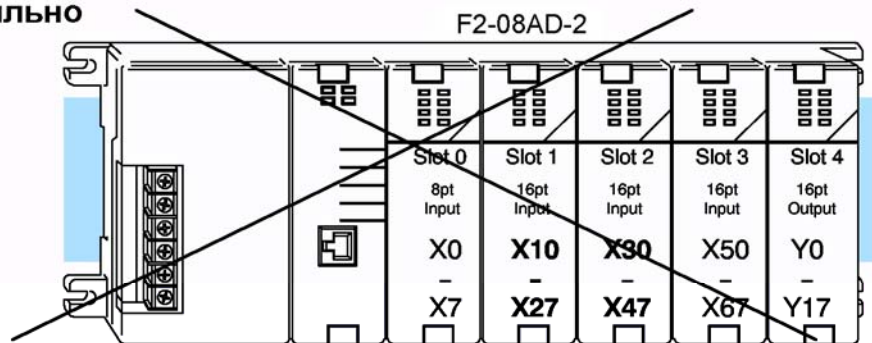 F2-08AD-2
Slot 0 Slot 1 Slot 2 Slot 3 Slot 4
8pt 16pt 16pt 16pt 16pt
Input Input Input Input Output
X0 X10 X30 X50 Y0
- - - - -
X7 X27 X47 X67 Y17